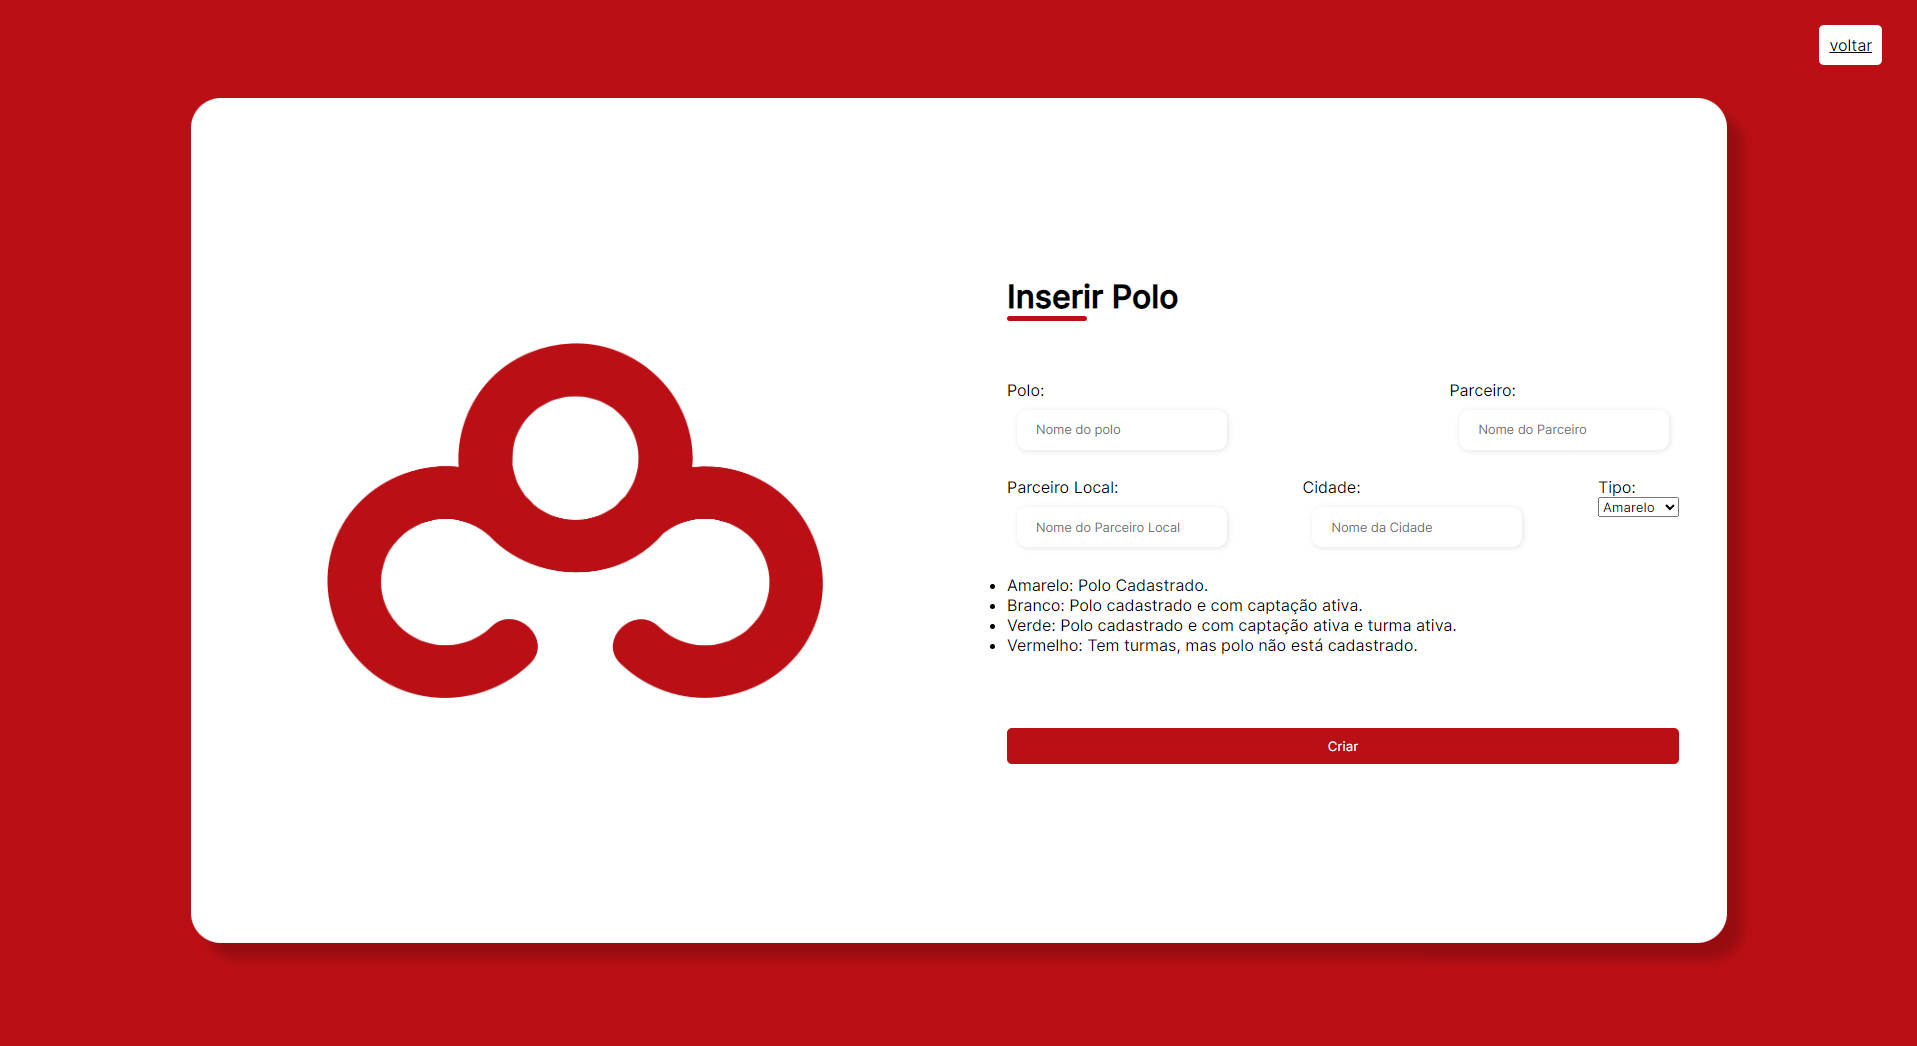 voltar
Inserir Polo
Polo:
Parceiro:
Nome do polo
Nome do Parceiro
Parceiro Local:
Cidade:
Tipo:
Nome do Parceiro Local
Nome da Cidade
Amarelo
Amarelo: Polo Cadastrado.
Branco: Polo cadastrado e com captação ativa.
Verde: Polo cadastrado e com captação ativa e turma ativa.
Vermelho: Tem turmas, mas polo não está cadastrado.
Criar